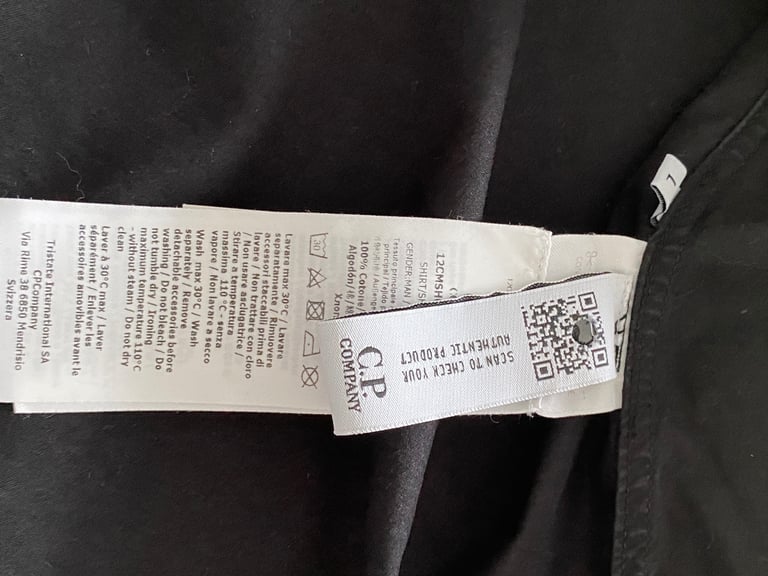 Tristate International SA
CPCompany
Via Rime 38 6850 Mendrisio
Svizzera
12CMSH
SHIRT/S
GENDER:MAN
Tessuto principe
principal / Tejido
100% Cotone
Algodón
Lavare max 30°C / Lavare
separatamente / Rimuovere
accessori staccabili prima di
lavare / Non trattare con cloro
/ Non usare asciugatrice /
Stirare a temperatura
massima 110°C - senza
vapore / Non lavare a secco
Wash max 30°C / Wash
separately / Remove
detachable accessories before
washing / Do not bleach / Do
not tumble dry / Ironing
maximum temperature 110°C
- without steam / Do not dry
clean
Laver à 30°C max / Laver
séparément / Enlever les
accessoires amovibles avant le
30
C.P.
COMPANY
SCAN TO CHECK YOUR
AUTHENTIC PRODUCT
L